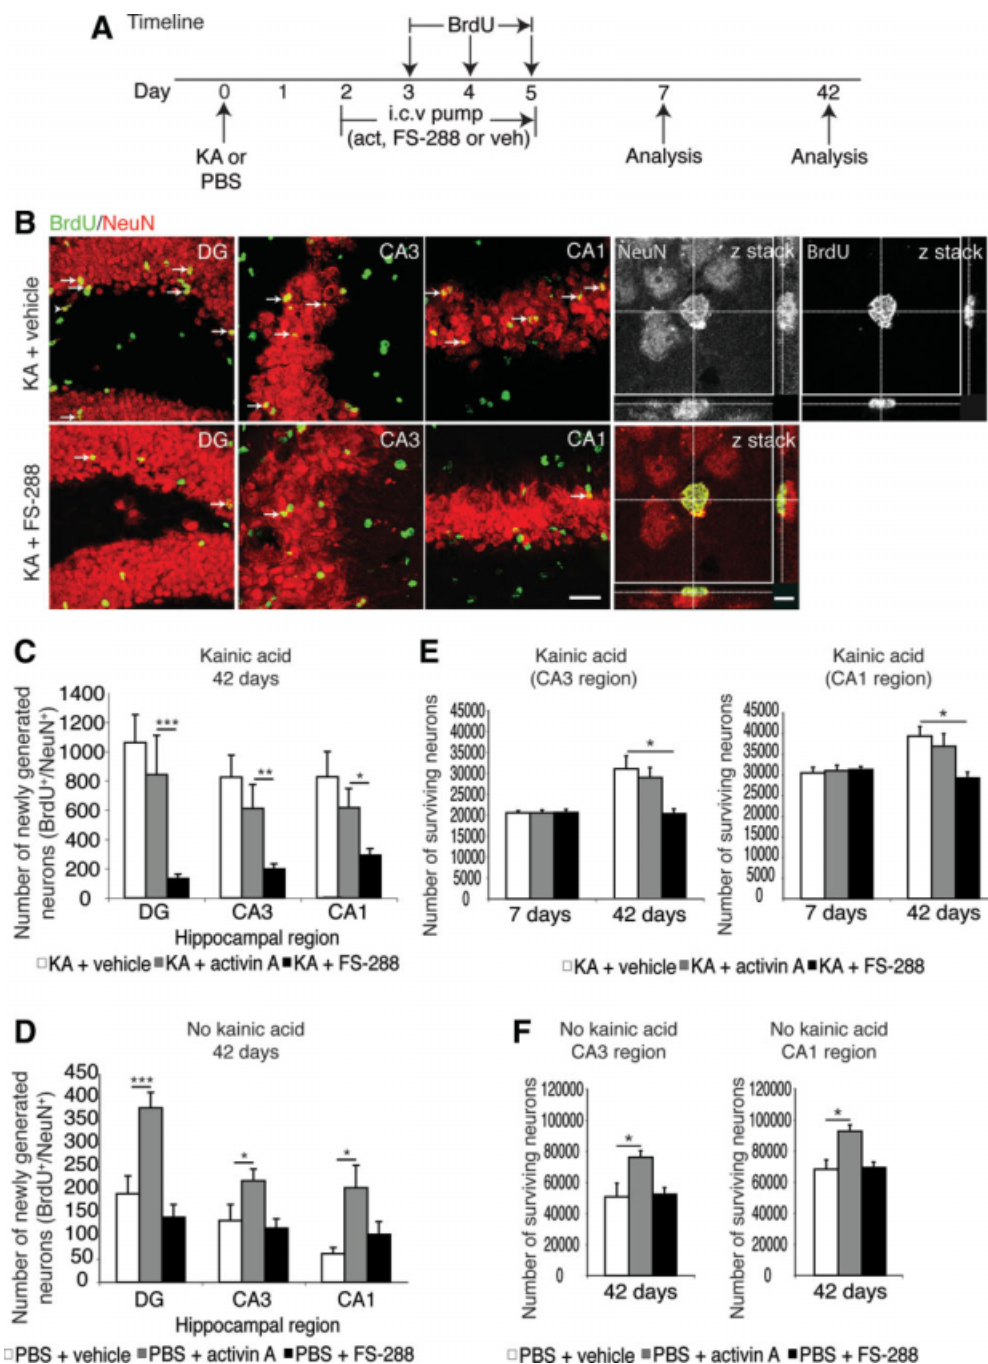 A Timeline
BrdU
Day 0 1 2 3 4 5 7 42
i.c.v pump
(act, FS-288 or veh)
KA or
PBS
Analysis Analysis
B BrdU/NeuN
DG CA3 CA1 NeuN z stack BrdU z stack
KA + vehicle
DG CA3 CA1 z stack
KA + FS-288
C Kainic acid
42 days
Number of newly generated
neurons (BrdU⁺/NeuN⁺)
1400
1200
1000
800
600
400
200
0
*** ** *
DG CA3 CA1
Hippocampal region
KA + vehicle KA + activin A KA + FS-288
E Kainic acid
(CA3 region)
Number of surviving neurons
45000
40000
35000
30000
25000
20000
15000
10000
5000
0
*
7 days 42 days
Kainic acid
(CA1 region)
Number of surviving neurons
45000
40000
35000
30000
25000
20000
15000
10000
5000
0
*
7 days 42 days
KA + vehicle KA + activin A KA + FS-288
D No kainic acid
42 days
Number of newly generated
neurons (BrdU⁺/NeuN⁺)
450
400
350
300
250
200
150
100
50
0
*** * *
DG CA3 CA1
Hippocampal region
PBS + vehicle PBS + activin A PBS + FS-288
F No kainic acid
CA3 region
Number of surviving neurons
120000
100000
80000
60000
40000
20000
0
*
42 days
No kainic acid
CA1 region
Number of surviving neurons
120000
100000
80000
60000
40000
20000
0
*
42 days
PBS + vehicle PBS + activin A PBS + FS-288